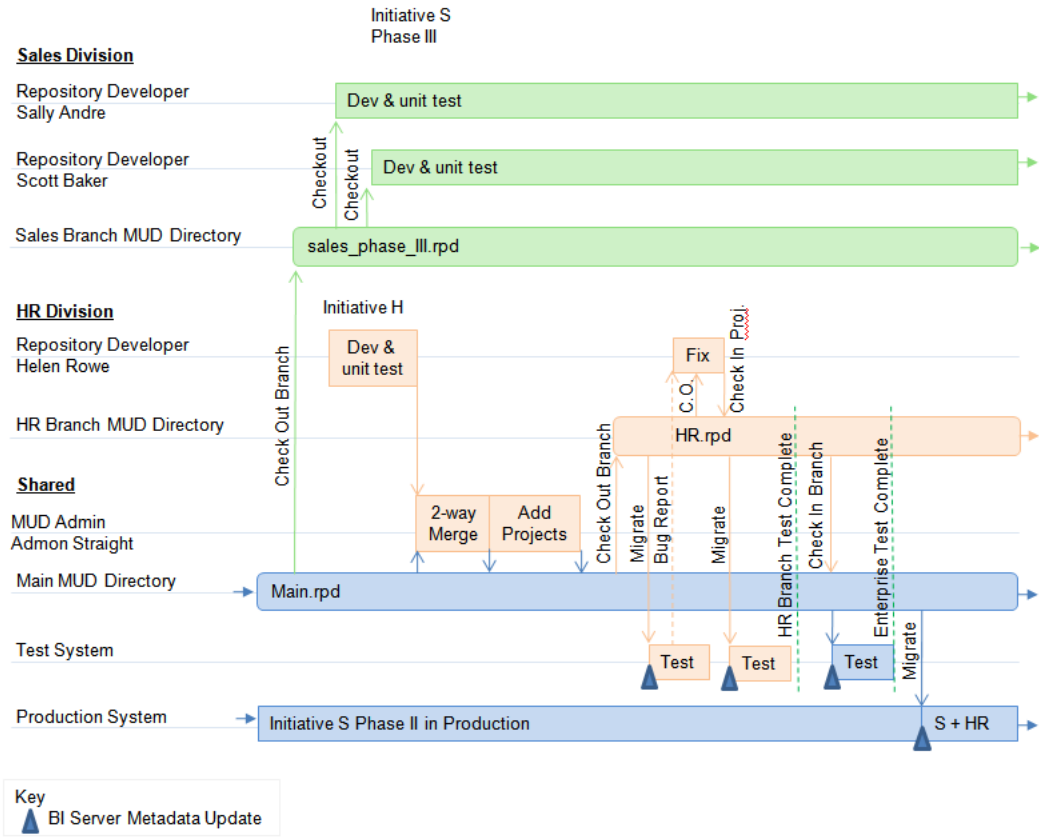 Initiative S
Phase III
Sales Division
Repository Developer
Sally Andre
Dev & unit test
Checkout
Repository Developer
Scott Baker
Dev & unit test
Checkout
Sales Branch MUD Directory
sales_phase_III.rpd
HR Division
Initiative H
Repository Developer
Helen Rowe
Dev &
unit test
Fix
Check In Proj.
C.O.
Check Out Branch
HR Branch MUD Directory
HR.rpd
Shared
MUD Admin
Admon Straight
2-way
Merge
Add
Projects
Check Out Branch
Migrate
Bug Report
Migrate
HR Branch Test Complete
Check In Branch
Enterprise Test Complete
Main MUD Directory
Main.rpd
Test System
Test
Test
Test
Migrate
Production System
Initiative S Phase II in Production
S + HR
Key
BI Server Metadata Update